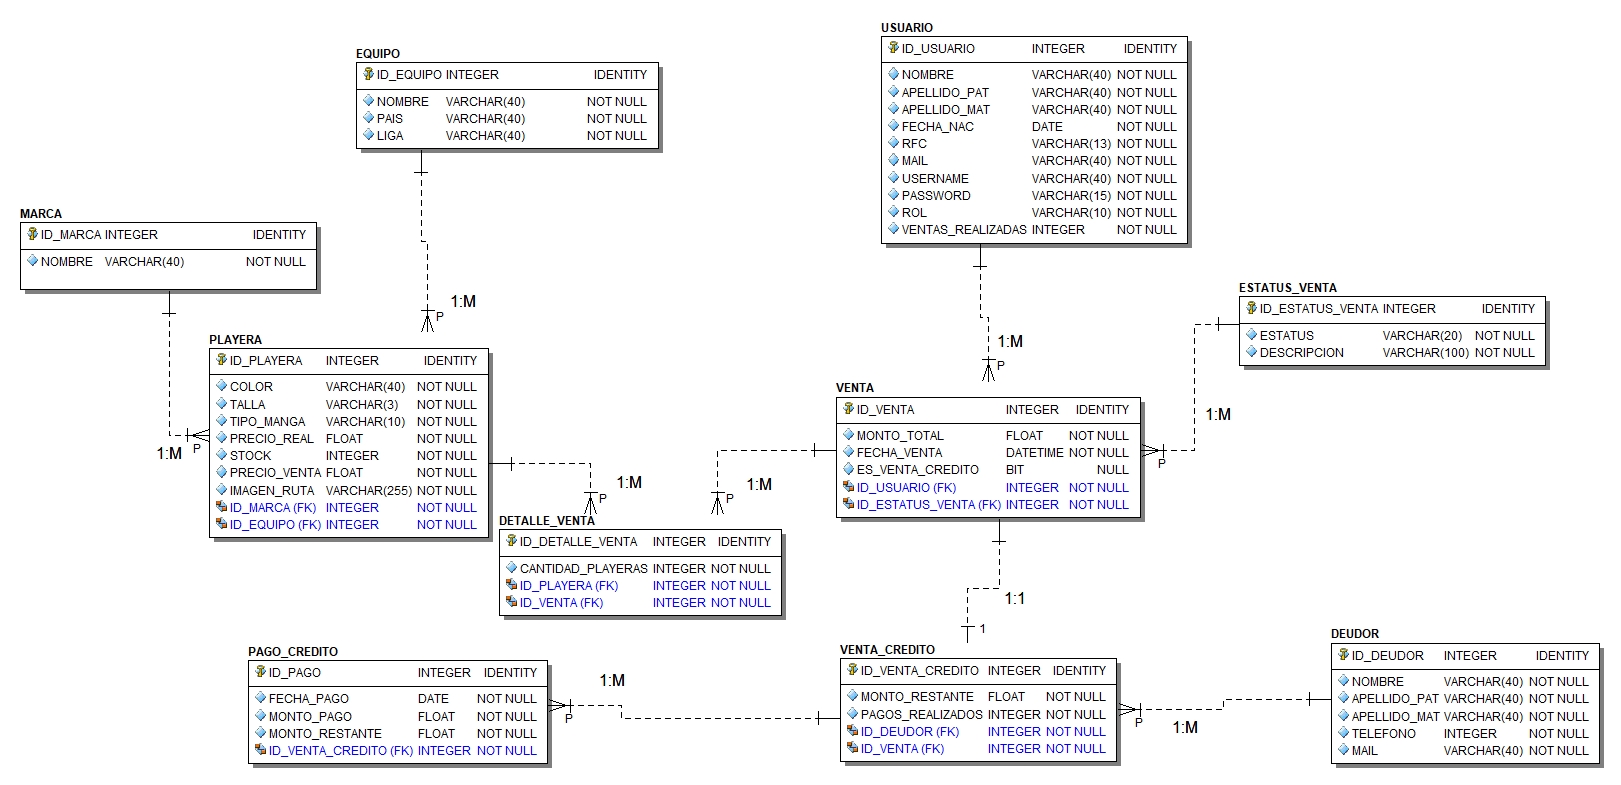 EQUIPO
ID_EQUIPO INTEGER IDENTITY
NOMBRE VARCHAR(40) NOT NULL
PAIS VARCHAR(40) NOT NULL
LIGA VARCHAR(40) NOT NULL
USUARIO
ID_USUARIO INTEGER IDENTITY
NOMBRE VARCHAR(40) NOT NULL
APELLIDO_PAT VARCHAR(40) NOT NULL
APELLIDO_MAT VARCHAR(40) NOT NULL
FECHA_NAC DATE NOT NULL
RFC VARCHAR(13) NOT NULL
MAIL VARCHAR(40) NOT NULL
USERNAME VARCHAR(40) NOT NULL
PASSWORD VARCHAR(15) NOT NULL
ROL VARCHAR(10) NOT NULL
VENTAS_REALIZADAS INTEGER NOT NULL
MARCA
ID_MARCA INTEGER IDENTITY
NOMBRE VARCHAR(40) NOT NULL
1:M
P
1:M
P
1:M
P
ESTATUS_VENTA
ID_ESTATUS_VENTA INTEGER IDENTITY
ESTATUS VARCHAR(20) NOT NULL
DESCRIPCION VARCHAR(100) NOT NULL
1:M
P
PLAYERA
ID_PLAYERA INTEGER IDENTITY
COLOR VARCHAR(40) NOT NULL
TALLA VARCHAR(3) NOT NULL
TIPO_MANGA VARCHAR(10) NOT NULL
PRECIO_REAL FLOAT NOT NULL
STOCK INTEGER NOT NULL
PRECIO_VENTA FLOAT NOT NULL
IMAGEN_RUTA VARCHAR(255) NOT NULL
ID_MARCA (FK) INTEGER NOT NULL
ID_EQUIPO (FK) INTEGER NOT NULL
VENTA
ID_VENTA INTEGER IDENTITY
MONTO_TOTAL FLOAT NOT NULL
FECHA_VENTA DATETIME NOT NULL
ES_VENTA_CREDITO BIT NULL
ID_USUARIO (FK) INTEGER NOT NULL
ID_ESTATUS_VENTA (FK) INTEGER NOT NULL
1:M
P
1:M
P
DETALLE_VENTA
ID_DETALLE_VENTA INTEGER IDENTITY
CANTIDAD_PLAYERAS INTEGER NOT NULL
ID_PLAYERA (FK) INTEGER NOT NULL
ID_VENTA (FK) INTEGER NOT NULL
1:1
1
PAGO_CREDITO
ID_PAGO INTEGER IDENTITY
FECHA_PAGO DATE NOT NULL
MONTO_PAGO FLOAT NOT NULL
MONTO_RESTANTE FLOAT NOT NULL
ID_VENTA_CREDITO (FK) INTEGER NOT NULL
1:M
P
VENTA_CREDITO
ID_VENTA_CREDITO INTEGER IDENTITY
MONTO_RESTANTE FLOAT NOT NULL
PAGOS_REALIZADOS INTEGER NOT NULL
ID_DEUDOR (FK) INTEGER NOT NULL
ID_VENTA (FK) INTEGER NOT NULL
1:M
P
DEUDOR
ID_DEUDOR INTEGER IDENTITY
NOMBRE VARCHAR(40) NOT NULL
APELLIDO_PAT VARCHAR(40) NOT NULL
APELLIDO_MAT VARCHAR(40) NOT NULL
TELEFONO INTEGER NOT NULL
MAIL VARCHAR(40) NOT NULL